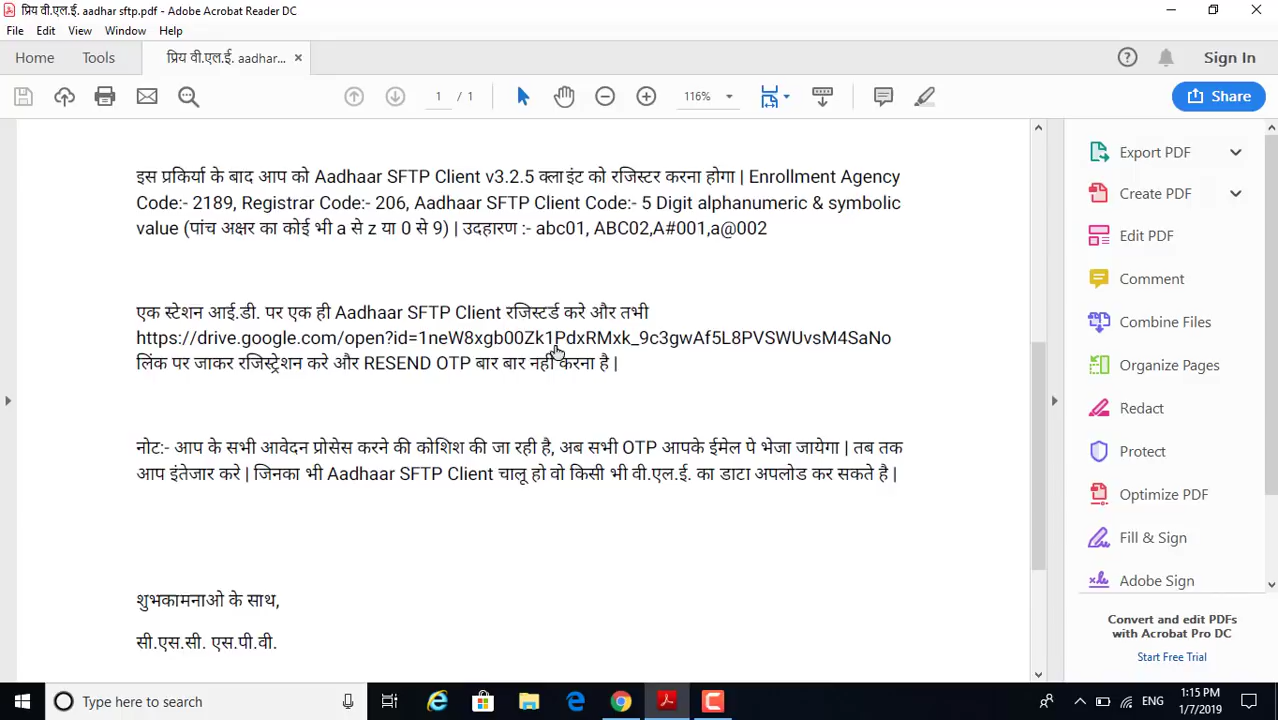 प्रिय वी.एल.ई. aadhar sftp.pdf - Adobe Acrobat Reader DC
File Edit View Window Help
Home Tools प्रिय वी.एल.ई. aadhar... × Sign In
1 / 1 116% Share
इस प्रकिर्या के बाद आप को Aadhaar SFTP Client v3.2.5 क्लाइंट को रजिस्टर करना होगा | Enrollment Agency
Code:- 2189, Registrar Code:- 206, Aadhaar SFTP Client Code:- 5 Digit alphanumeric & symbolic
value (पांच अक्षर का कोई भी a से z या 0 से 9) | उदहारण :- abc01, ABC02,A#001,a@002
एक स्टेशन आई.डी. पर एक ही Aadhaar SFTP Client रजिस्टर्ड करे और तभी
https://drive.google.com/open?id=1neW8xgb00Zk1PdxRMxk_9c3gwAf5L8PVSWUvsM4SaNo
लिंक पर जाकर रजिस्ट्रेशन करे और RESEND OTP बार बार नहीं करना है |
नोट:- आप के सभी आवेदन प्रोसेस करने की कोशिश की जा रही है, अब सभी OTP आपके ईमेल पे भेजा जायेगा | तब तक
आप इंतेजार करे | जिनका भी Aadhaar SFTP Client चालू हो वो किसी भी वी.एल.ई. का डाटा अपलोड कर सकते है |
शुभकामनाओ के साथ,
सी.एस.सी. एस.पी.वी.
Export PDF
Create PDF
Edit PDF
Comment
Combine Files
Organize Pages
Redact
Protect
Optimize PDF
Fill & Sign
Adobe Sign
Convert and edit PDFs
with Acrobat Pro DC
Start Free Trial
Type here to search
ENG
1:15 PM
1/7/2019